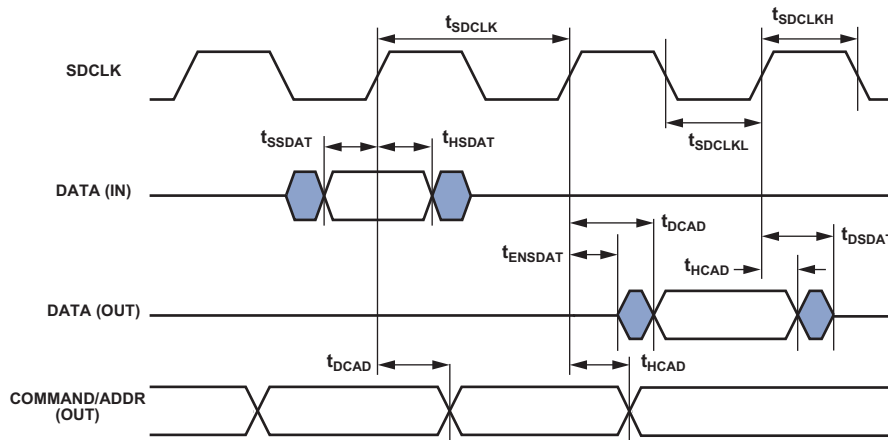 tSDCLK
tSDCLKH
SDCLK
tSSDAT
tHSDAT
tSDCLKL
DATA (IN)
tDCAD
tDSDAT
tENSDAT
tHCAD
DATA (OUT)
tDCAD
tHCAD
COMMAND/ADDR
(OUT)